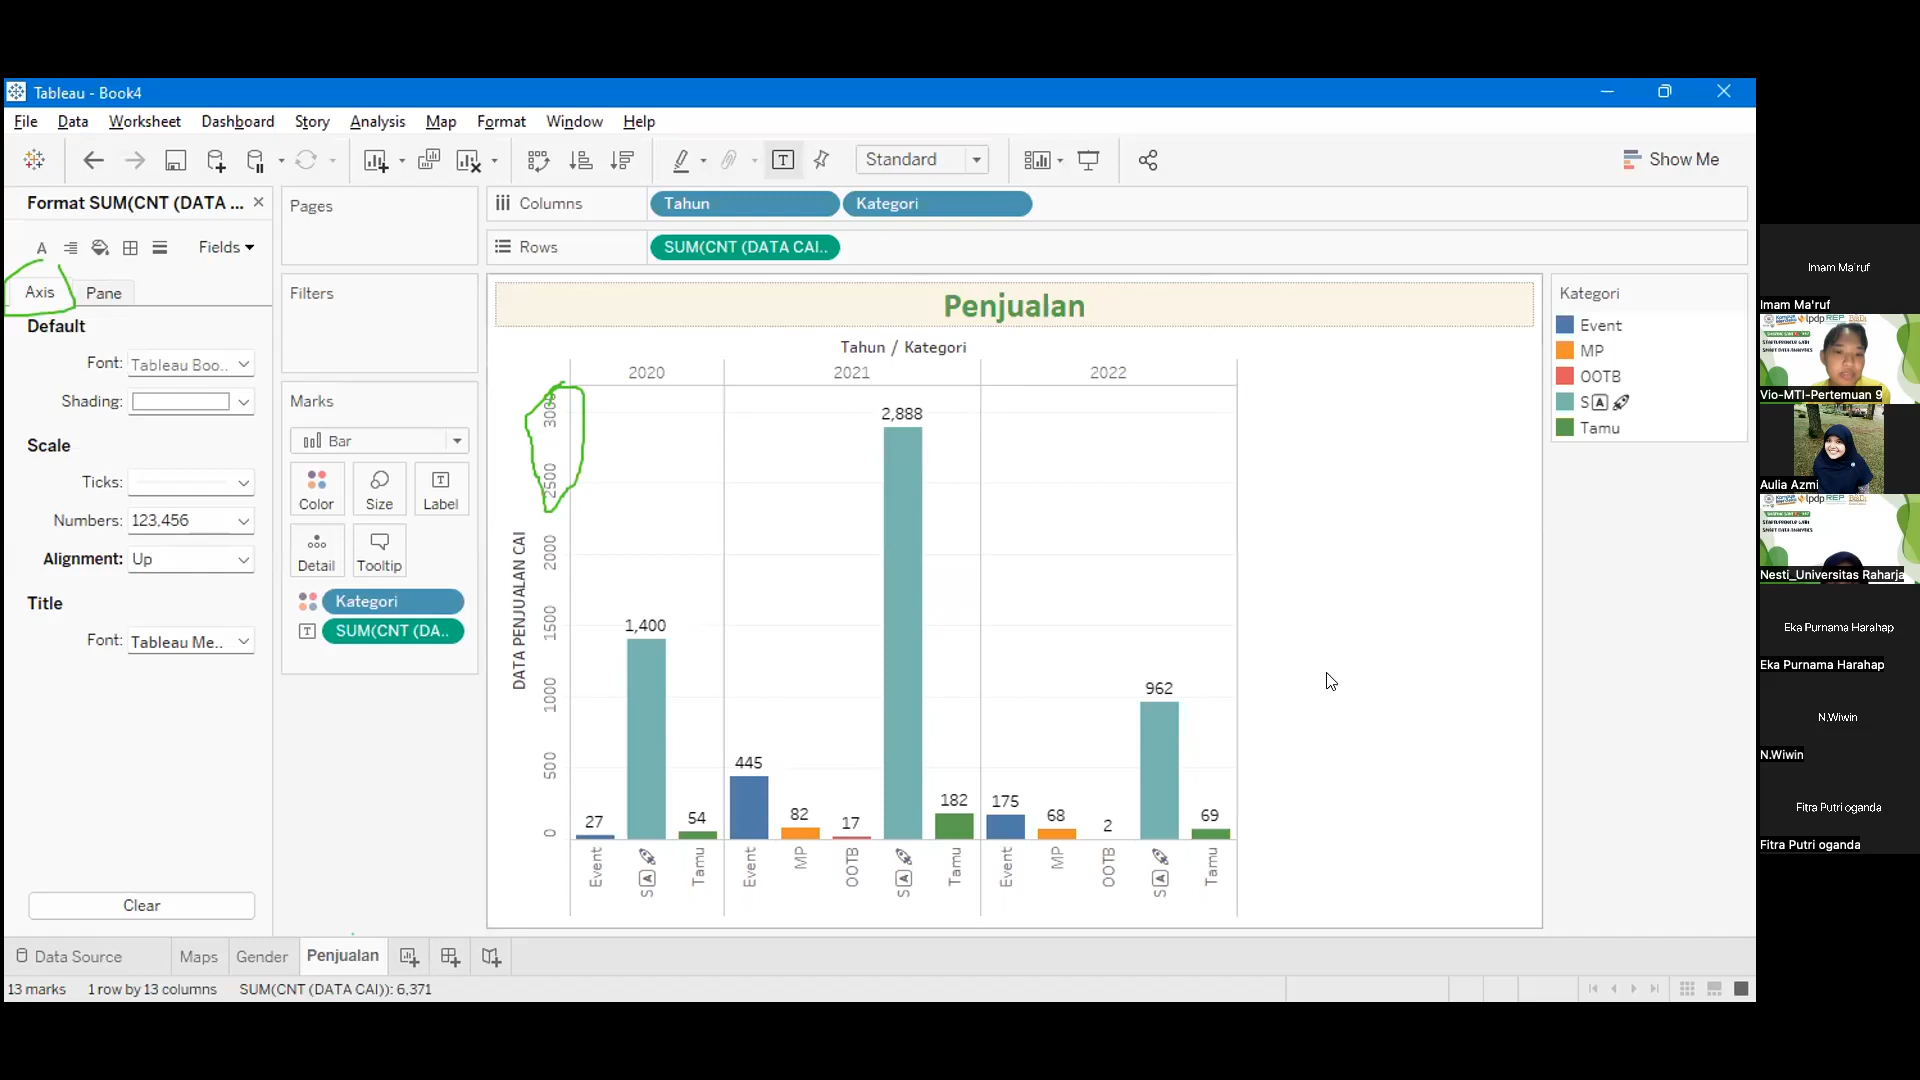 Tableau - Book4
File Data Worksheet Dashboard Story Analysis Map Format Window Help
Standard
Show Me
Format SUM(CNT (DATA ...
Fields
Axis Pane
Default
Font: Tableau Boo..
Shading:
Scale
Ticks:
Numbers: 123,456
Alignment: Up
Title
Font: Tableau Me..
Clear
Pages
Filters
Marks
Bar
Color Size Label
Detail Tooltip
Kategori
SUM(CNT (DA..
Columns Tahun Kategori
Rows SUM(CNT (DATA CAI..
Penjualan
Tahun / Kategori
2020 2021 2022
DATA PENJUALAN CAI
3000
2500
2000
1500
1000
500
0
27 1,400 54 445 82 17 2,888 182 175 68 2 962 69
Event S🅰🚀 Tamu Event MP OOTB S🅰🚀 Tamu Event MP OOTB S🅰🚀 Tamu
Kategori
Event
MP
OOTB
S🅰🚀
Tamu
Data Source Maps Gender Penjualan
13 marks 1 row by 13 columns SUM(CNT (DATA CAI)): 6,371
Imam Ma'ruf
Imam Ma'ruf
Vio-MTI-Pertemuan 9
Aulia Azmi
Nesti_Universitas Raharja
Eka Purnama Harahap
Eka Purnama Harahap
N.Wiwin
N.Wiwin
Fitra Putri oganda
Fitra Putri oganda